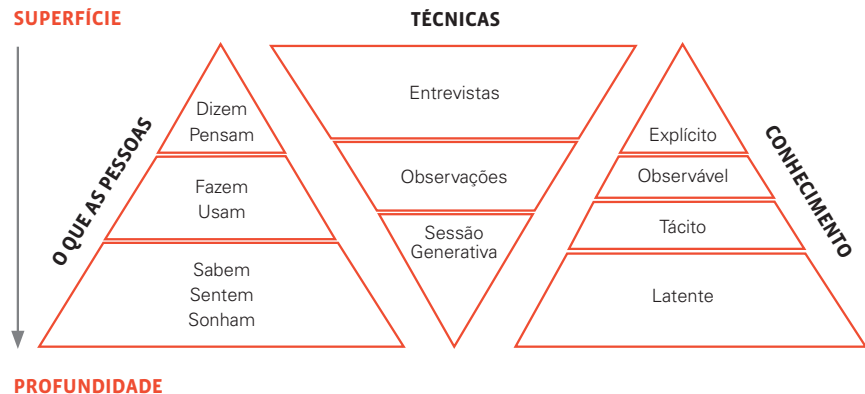 SUPERFÍCIE
TÉCNICAS
O QUE AS PESSOAS
Dizem
Pensam
Fazem
Usam
Sabem
Sentem
Sonham
Entrevistas
Observações
Sessão
Generativa
Explícito
Observável
Tácito
Latente
CONHECIMENTO
PROFUNDIDADE